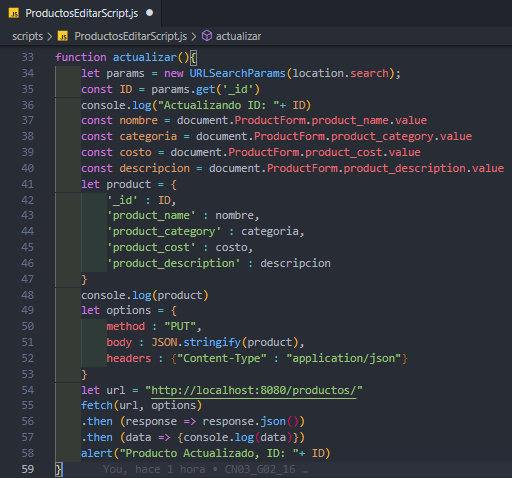 JS ProductosEditarScript.js ●
scripts > JS ProductosEditarScript.js > actualizar
33 function actualizar(){
34     let params = new URLSearchParams(location.search);
35     const ID = params.get('_id')
36     console.log("Actualizando ID: "+ ID)
37     const nombre = document.ProductForm.product_name.value
38     const categoria = document.ProductForm.product_category.value
39     const costo = document.ProductForm.product_cost.value
40     const descripcion = document.ProductForm.product_description.value
41     let product = {
42         '_id' : ID,
43         'product_name' : nombre,
44         'product_category' : categoria,
45         'product_cost' : costo,
46         'product_description' : descripcion
47     }
48     console.log(product)
49     let options = {
50         method : "PUT",
51         body : JSON.stringify(product),
52         headers : {"Content-Type" : "application/json"}
53     }
54     let url = "http://localhost:8080/productos/"
55     fetch(url, options)
56     .then (response => response.json())
57     .then (data => {console.log(data)})
58     alert("Producto Actualizado, ID: "+ ID)
59 } You, hace 1 hora • CN03_G02_16 …